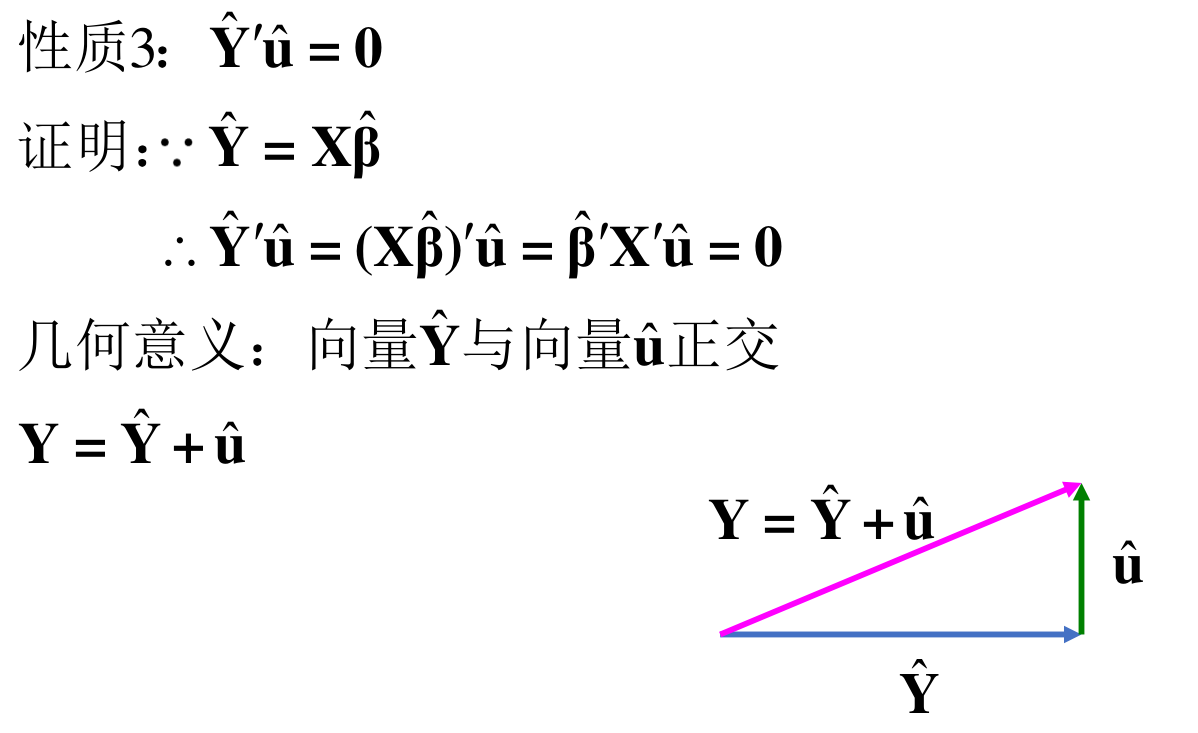 性质3：Ŷ′û = 0
证明：∵ Ŷ = Xβ̂
∴ Ŷ′û = (Xβ̂)′û = β̂′X′û = 0
几何意义：向量Ŷ与向量û正交
Y = Ŷ + û
Y = Ŷ + û
û
Ŷ